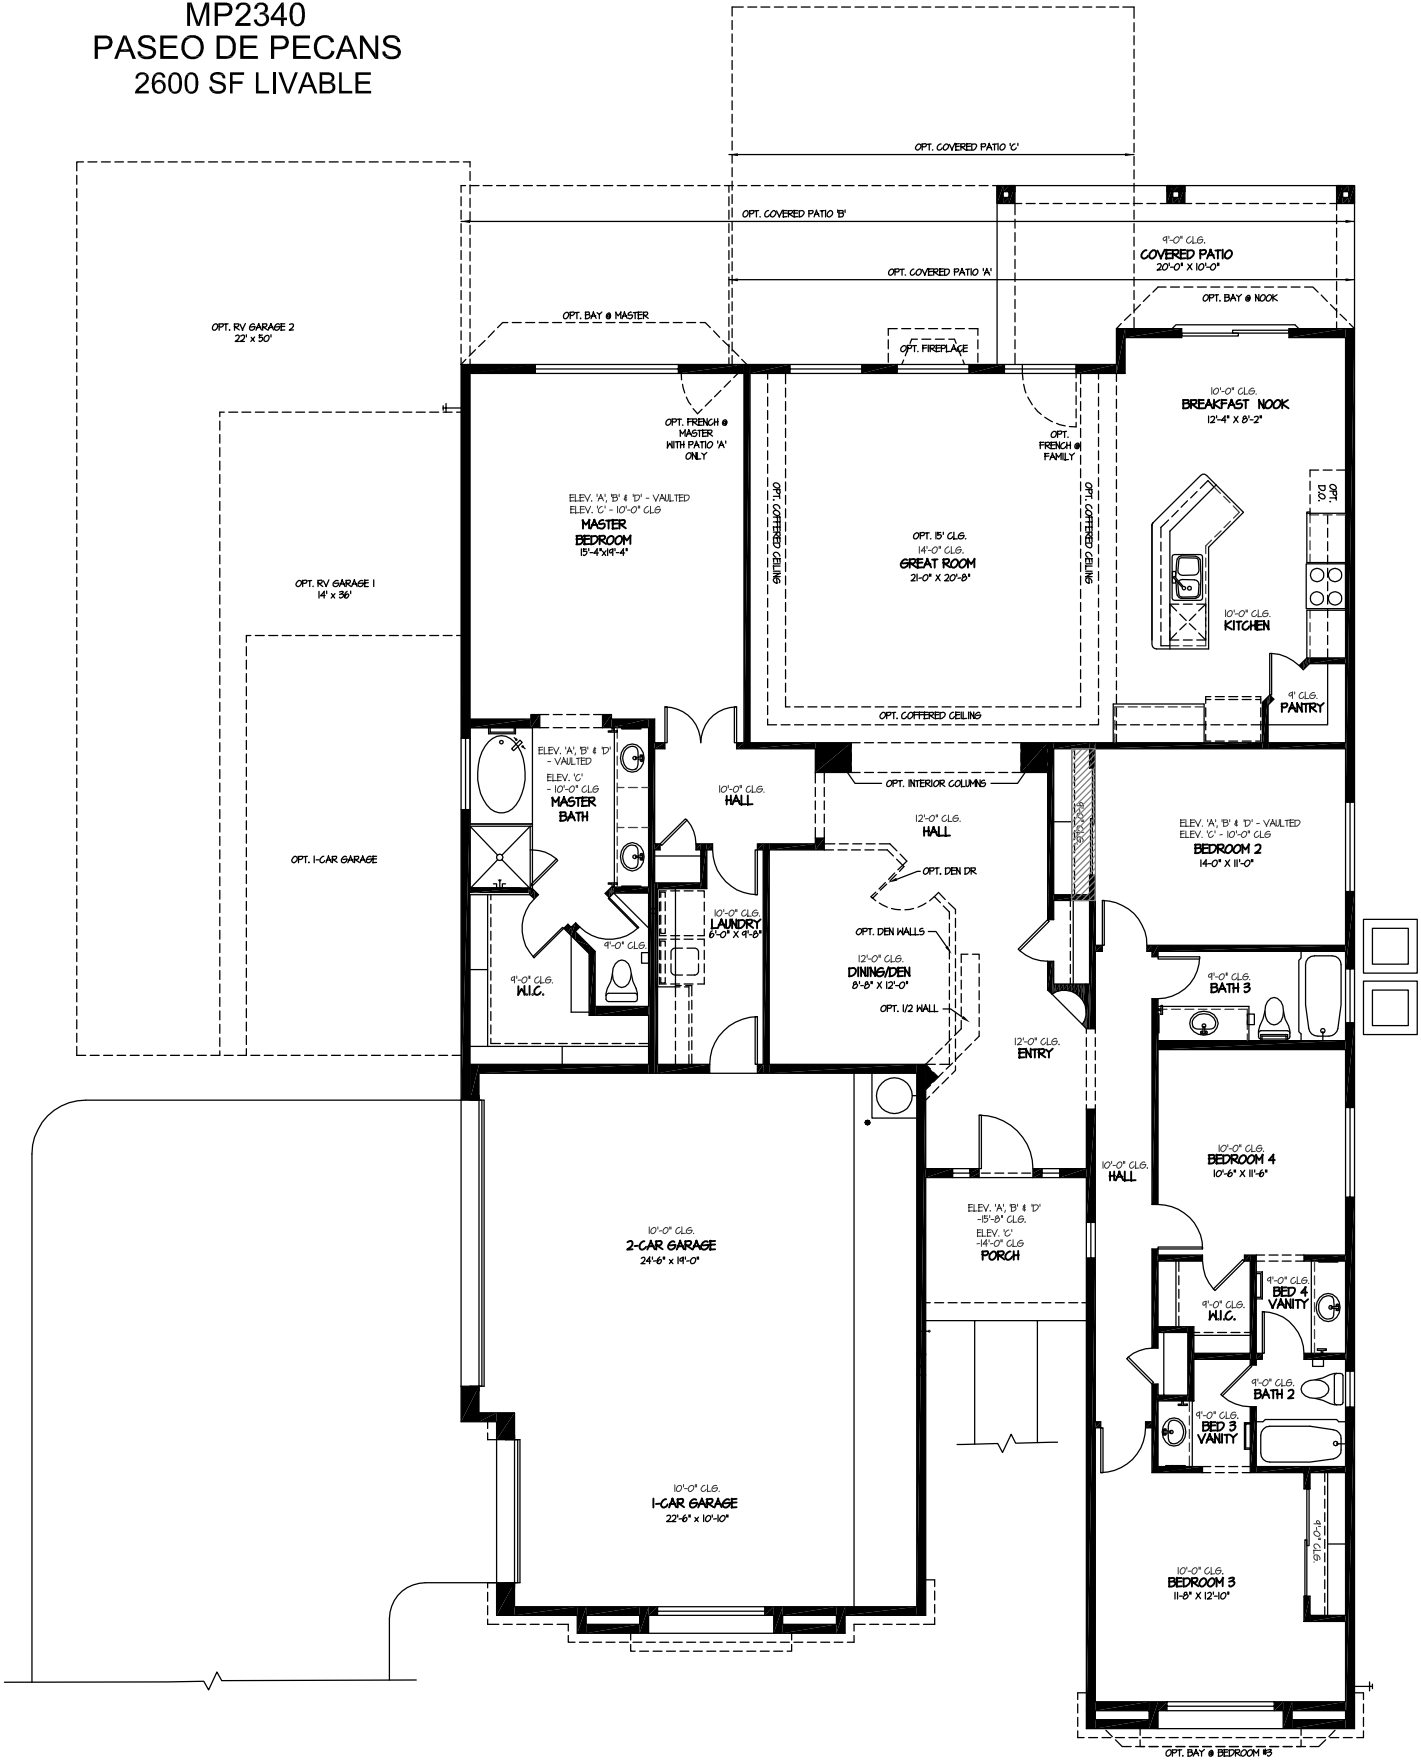 MP2340
PASEO DE PECANS
2600 SF LIVABLE
OPT. COVERED PATIO 'C'
OPT. COVERED PATIO 'B'
9'-0" CLG.
COVERED PATIO
20'-0" X 10'-0"
OPT. COVERED PATIO 'A'
OPT. BAY @ NOOK
OPT. BAY @ MASTER
OPT. RV GARAGE 2
22' x 50'
OPT. FIREPLACE
10'-0" CLG.
BREAKFAST NOOK
12'-4" X 8'-2"
OPT. FRENCH @
MASTER
WITH PATIO 'A'
ONLY
OPT.
FRENCH @
FAMILY
OPT.
D.O.
ELEV. 'A', 'B' & 'D' - VAULTED
ELEV. 'C' - 10'-0" CLG
MASTER
BEDROOM
15'-4"x19'-4"
OPT. COFFERED CEILING
OPT. 15' CLG.
14'-0" CLG.
GREAT ROOM
21-0" X 20'-8"
OPT. COFFERED CEILING
OPT. RV GARAGE 1
14' x 36'
10'-0" CLG.
KITCHEN
9' CLG.
PANTRY
OPT. COFFERED CEILING
ELEV. 'A', 'B' & 'D'
- VAULTED
ELEV. 'C'
- 10'-0" CLG
MASTER
BATH
10'-0" CLG.
HALL
OPT. INTERIOR COLUMNS
12'-0" CLG.
HALL
9'-0" CLG.
ELEV. 'A', 'B' & 'D' - VAULTED
ELEV. 'C' - 10'-0" CLG
BEDROOM 2
14-0" X 11'-0"
OPT. 1-CAR GARAGE
OPT. DEN DR
10'-0" CLG.
LAUNDRY
6'-0" X 9'-8"
OPT. DEN WALLS
9'-0" CLG.
12'-0" CLG.
DINING/DEN
8'-8" X 12'-0"
9'-0" CLG.
W.I.C.
9'-0" CLG.
BATH 3
OPT. 1/2 WALL
12'-0" CLG.
ENTRY
10'-0" CLG.
HALL
10'-0" CLG.
BEDROOM 4
10'-6" X 11'-6"
ELEV. 'A', 'B' & 'D'
-15'-8" CLG.
ELEV. 'C'
-14'-0" CLG
PORCH
10'-0" CLG.
2-CAR GARAGE
24'-6" x 19'-0"
9'-0" CLG.
BED 4
VANITY
9'-0" CLG.
W.I.C.
9'-0" CLG.
BATH 2
9'-0" CLG.
BED 3
VANITY
10'-0" CLG.
1-CAR GARAGE
22'-6" x 10'-10"
9'-0" CLG.
10'-0" CLG.
BEDROOM 3
11-8" X 12'-10"
OPT. BAY @ BEDROOM #3